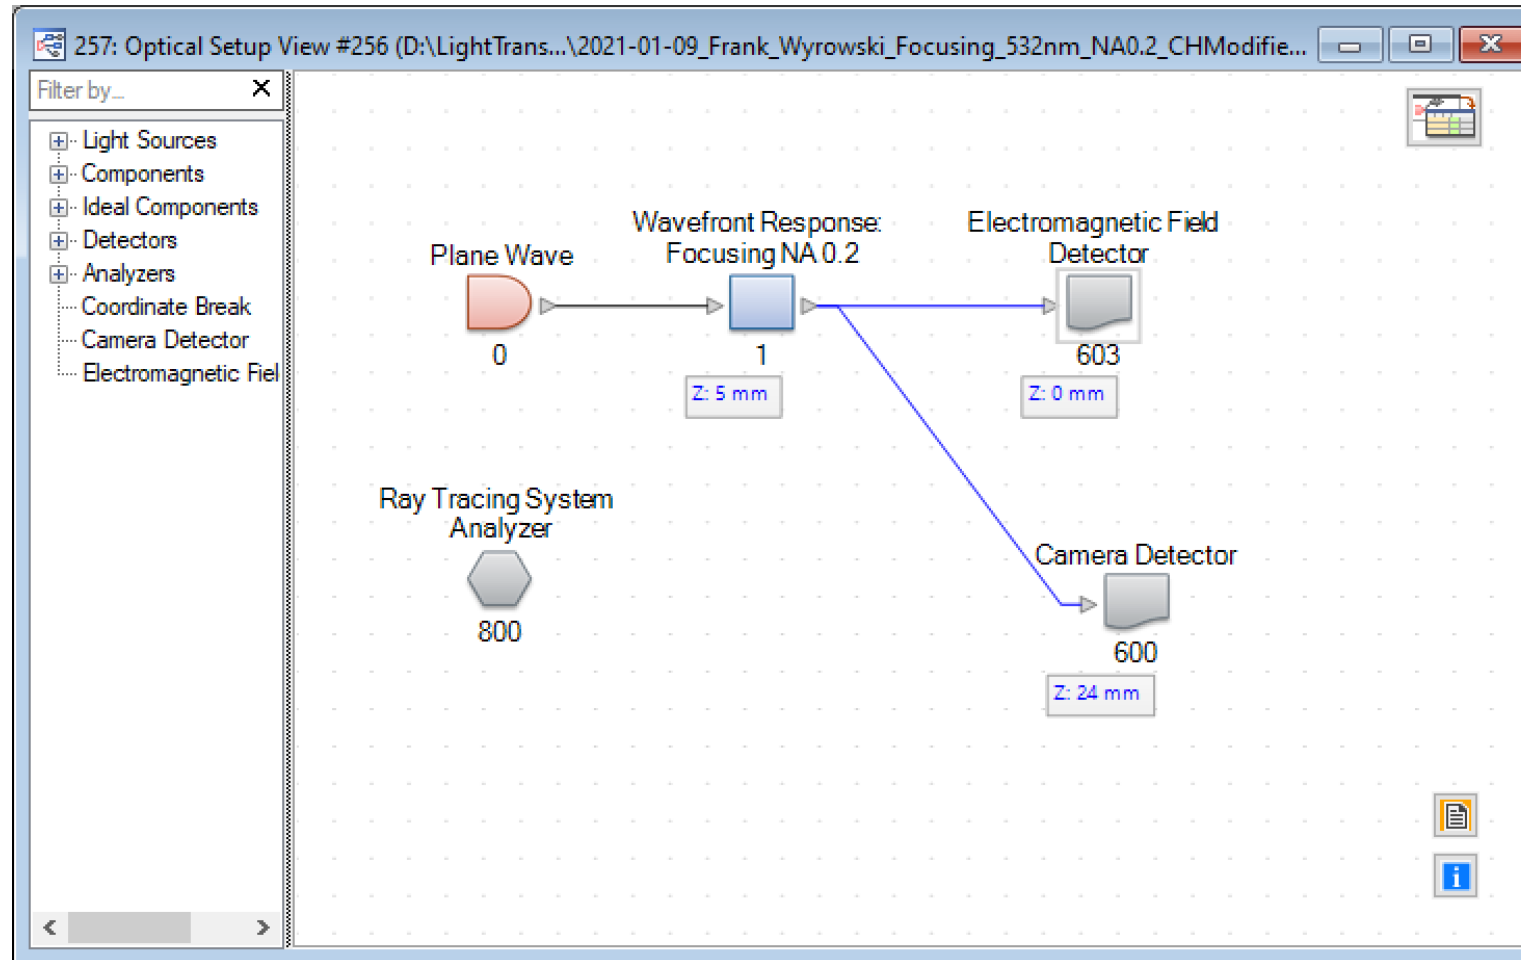 257: Optical Setup View #256 (D:\LightTrans...\2021-01-09_Frank_Wyrowski_Focusing_532nm_NA0.2_CHModifie...
Filter by...
Light Sources
Components
Ideal Components
Detectors
Analyzers
Coordinate Break
Camera Detector
Electromagnetic Fiel
Plane Wave
0
Wavefront Response:
Focusing NA 0.2
1
Z: 5 mm
Electromagnetic Field
Detector
603
Z: 0 mm
Ray Tracing System
Analyzer
800
Camera Detector
600
Z: 24 mm